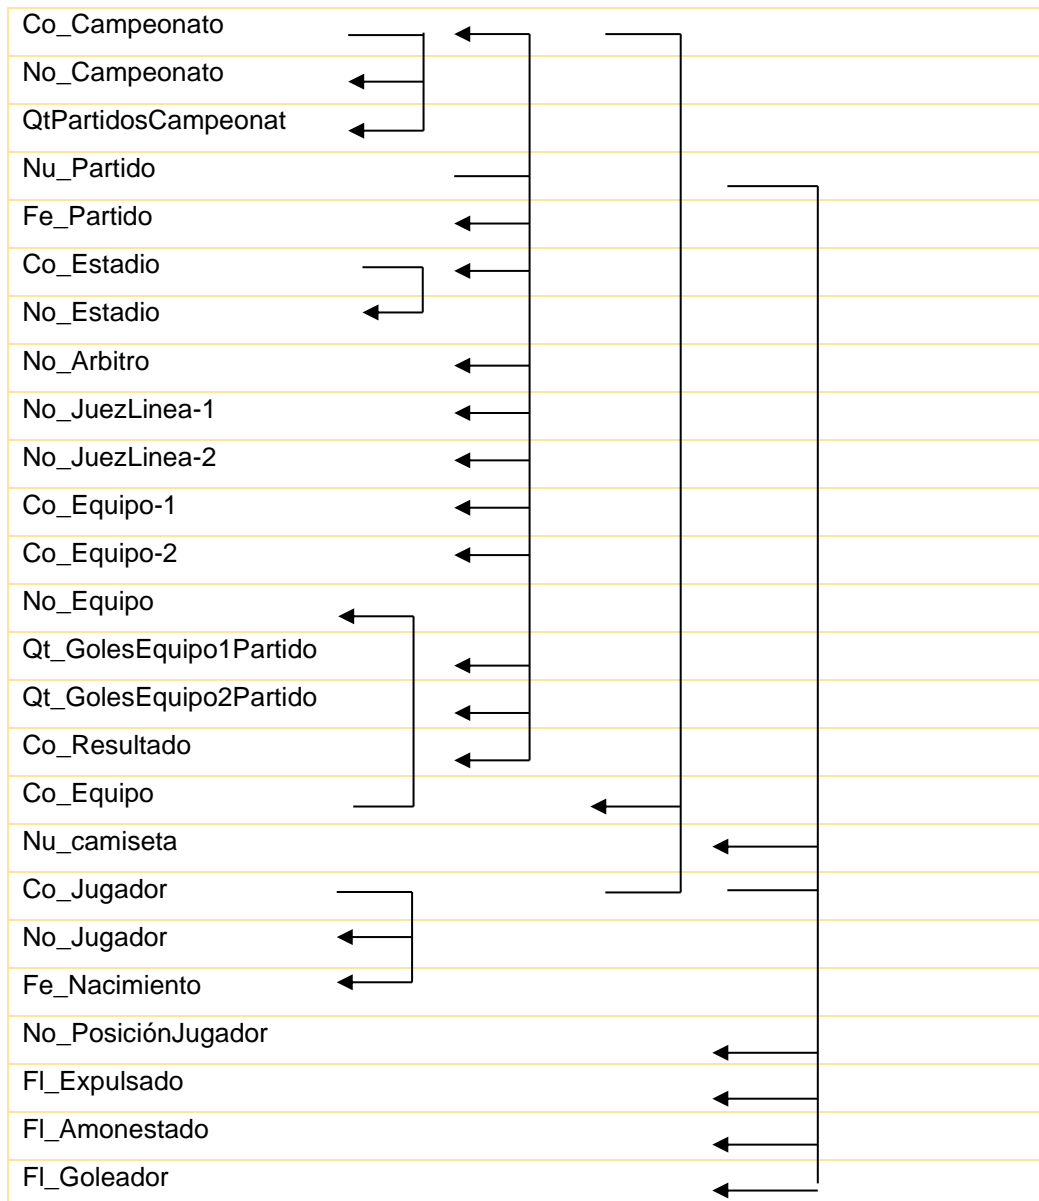 Co_Campeonato
No_Campeonato
QtPartidosCampeonat
Nu_Partido
Fe_Partido
Co_Estadio
No_Estadio
No_Arbitro
No_JuezLinea-1
No_JuezLinea-2
Co_Equipo-1
Co_Equipo-2
No_Equipo
Qt_GolesEquipo1Partido
Qt_GolesEquipo2Partido
Co_Resultado
Co_Equipo
Nu_camiseta
Co_Jugador
No_Jugador
Fe_Nacimiento
No_PosiciónJugador
Fl_Expulsado
Fl_Amonestado
Fl_Goleador